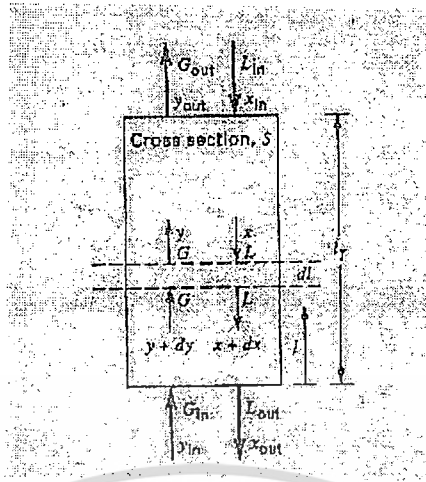 G_out L_in
y_out x_in
Cross section, S
y x
G L
dl
G L
y + dy x + dx
l_T
l
G_in L_out
y_in x_out